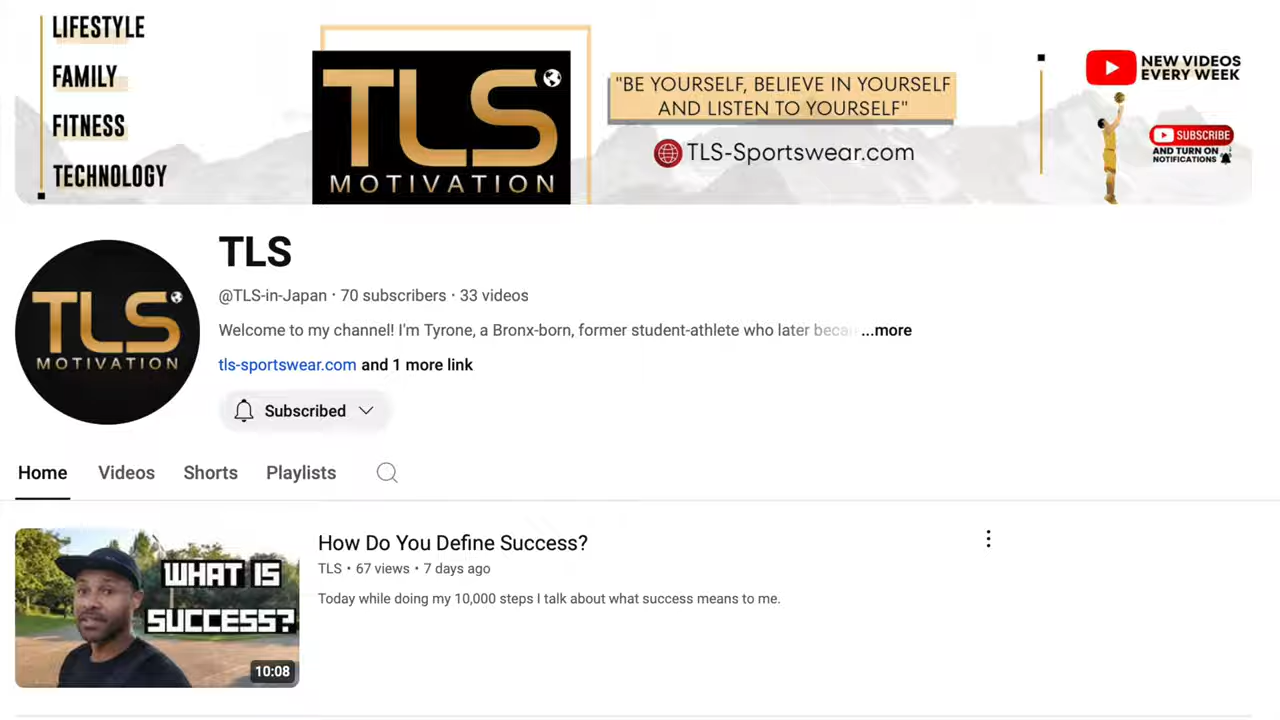 LIFESTYLE
FAMILY
FITNESS
TECHNOLOGY
TLS
MOTIVATION
"BE YOURSELF, BELIEVE IN YOURSELF
AND LISTEN TO YOURSELF"
TLS-Sportswear.com
NEW VIDEOS
EVERY WEEK
SUBSCRIBE
AND TURN ON
NOTIFICATIONS
TLS
MOTIVATION
TLS
@TLS-in-Japan · 70 subscribers · 33 videos
Welcome to my channel! I'm Tyrone, a Bronx-born, former student-athlete who later ...more
tls-sportswear.com and 1 more link
Subscribed
Home Videos Shorts Playlists
WHAT IS
SUCCESS?
10:08
How Do You Define Success?
TLS • 67 views • 7 days ago
Today while doing my 10,000 steps I talk about what success means to me.